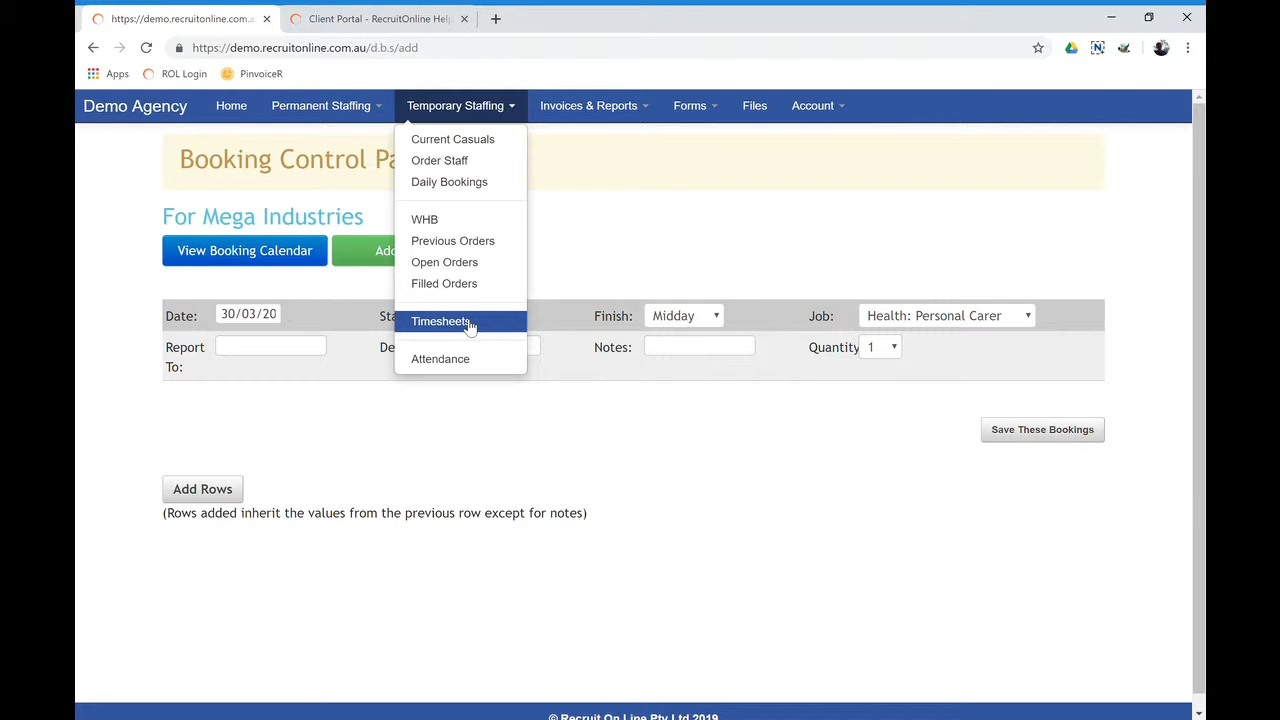 https://demo.recruitonline.com.a
Client Portal - RecruitOnline Help
https://demo.recruitonline.com.au/d.b.s/add
Apps
ROL Login
PinvoiceR
Demo Agency
Home
Permanent Staffing
Temporary Staffing
Invoices & Reports
Forms
Files
Account
Current Casuals
Order Staff
Daily Bookings
WHB
Previous Orders
Open Orders
Filled Orders
Timesheets
Attendance
Booking Control Pa
For Mega Industries
View Booking Calendar
Add
Date:
30/03/20
Sta
Finish:
Midday
Job:
Health: Personal Carer
Report
To:
De
Notes:
Quantity
1
Save These Bookings
Add Rows
(Rows added inherit the values from the previous row except for notes)
© Recruit On Line Pty Ltd 2019